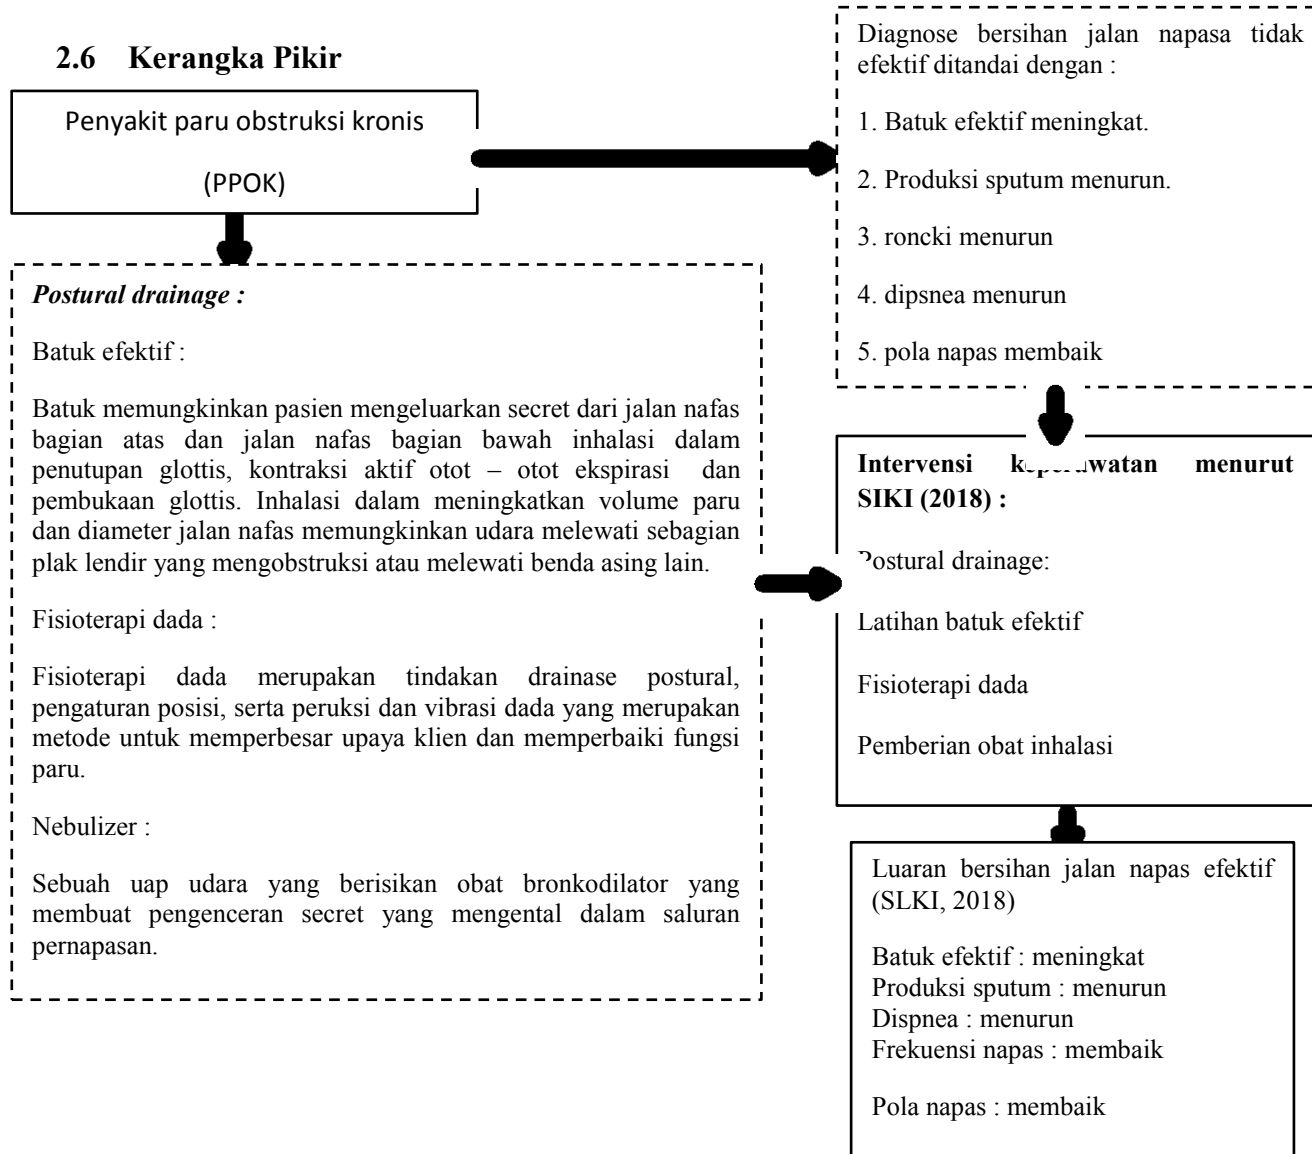 2.6 Kerangka Pikir
Penyakit paru obstruksi kronis
(PPOK)
Diagnose bersihan jalan napasa tidak
efektif ditandai dengan :
1. Batuk efektif meningkat.
2. Produksi sputum menurun.
3. roncki menurun
4. dipsnea menurun
5. pola napas membaik
Postural drainage :
Batuk efektif :
Batuk memungkinkan pasien mengeluarkan secret dari jalan nafas
bagian atas dan jalan nafas bagian bawah inhalasi dalam
penutupan glottis, kontraksi aktif otot – otot ekspirasi dan
pembukaan glottis. Inhalasi dalam meningkatkan volume paru
dan diameter jalan nafas memungkinkan udara melewati sebagian
plak lendir yang mengobstruksi atau melewati benda asing lain.
Fisioterapi dada :
Fisioterapi dada merupakan tindakan drainase postural,
pengaturan posisi, serta peruksi dan vibrasi dada yang merupakan
metode untuk memperbesar upaya klien dan memperbaiki fungsi
paru.
Nebulizer :
Sebuah uap udara yang berisikan obat bronkodilator yang
membuat pengenceran secret yang mengental dalam saluran
pernapasan.
Intervensi keperawatan menurut
SIKI (2018) :
Postural drainage:
Latihan batuk efektif
Fisioterapi dada
Pemberian obat inhalasi
Luaran bersihan jalan napas efektif
(SLKI, 2018)
Batuk efektif : meningkat
Produksi sputum : menurun
Dispnea : menurun
Frekuensi napas : membaik
Pola napas : membaik